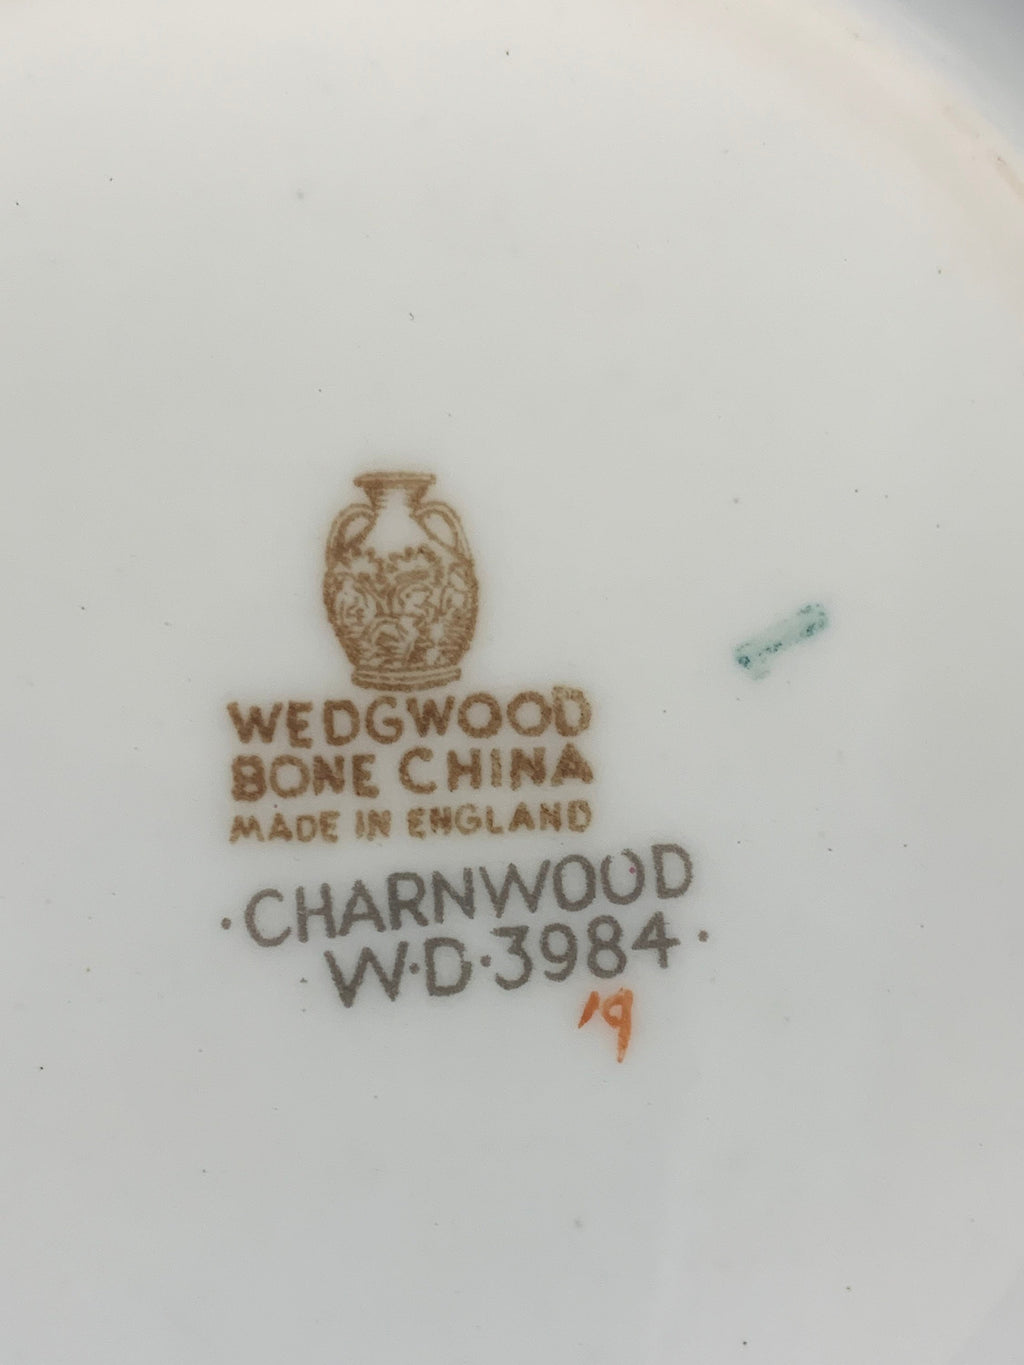 WEDGWOOD
BONE CHINA
MADE IN ENGLAND
·CHARNWOOD
W·D·3984·
19